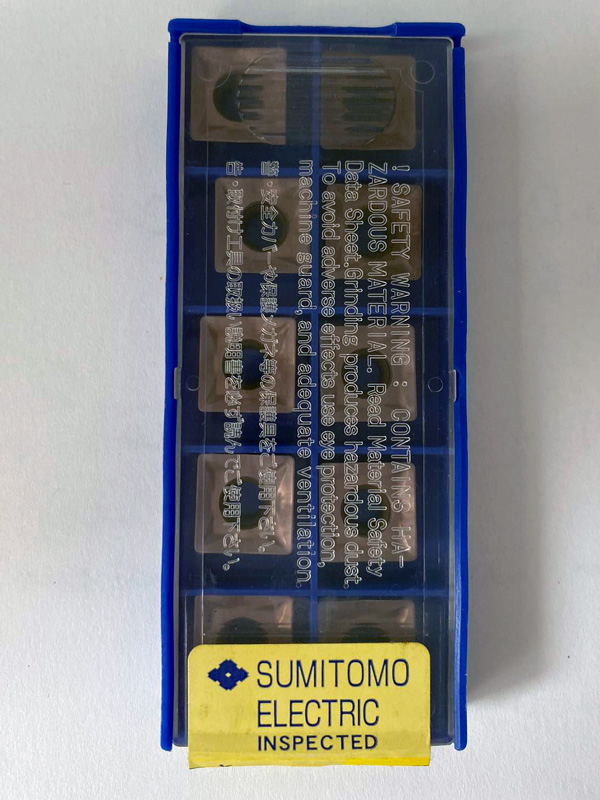 ! SAFETY WARNING : CONTAINS HA-
ZARDOUS MATERIAL. Read Material Safety
Data Sheet.Grinding produces hazardous dust.
To avoid adverse effects use eye protection,
machine guard,and adequate ventilation.
警・安全カバーや保護メガネ等の保護具をご使用下さい。
告・取付け工具の取扱い説明書を必ず読んでご使用下さい。
SUMITOMO
ELECTRIC
INSPECTED